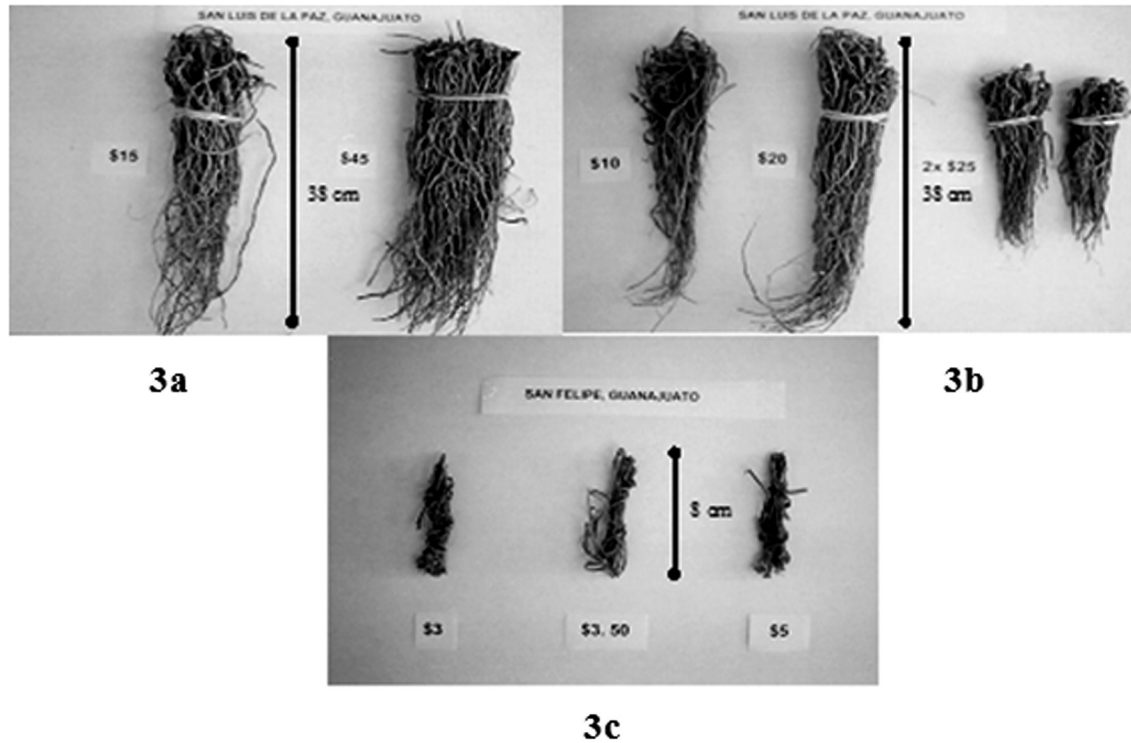 SAN LUIS DE LA PAZ, GUANAJUATO
$15
$45
38 cm
3a
SAN LUIS DE LA PAZ, GUANAJUATO
$10
$20
2x $25
38 cm
3b
SAN FELIPE, GUANAJUATO
8 cm
$3
$3.50
$5
3c